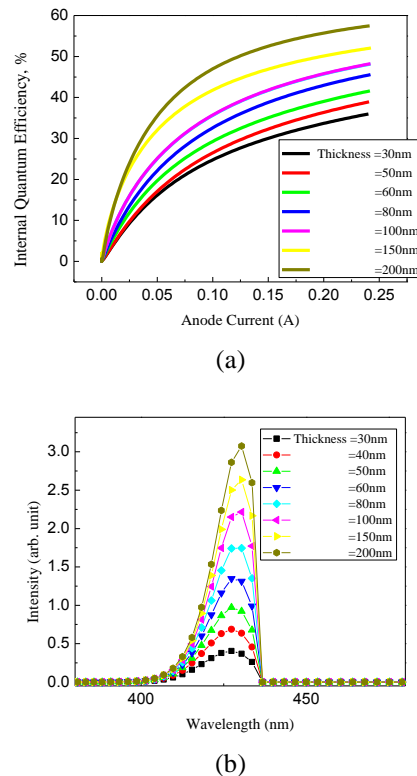 (a)
60
50
40
30
20
10
0
Internal Quantum Efficiency, %
Thickness =30nm
=50nm
=60nm
=80nm
=100nm
=150nm
=200nm
0.00 0.05 0.10 0.15 0.20 0.25
Anode Current (A)
(a)
3.0
2.5
2.0
1.5
1.0
0.5
0.0
Intensity (arb. unit)
Thickness =30nm
=40nm
=50nm
=60nm
=80nm
=100nm
=150nm
=200nm
400 450
Wavelength (nm)
(b)